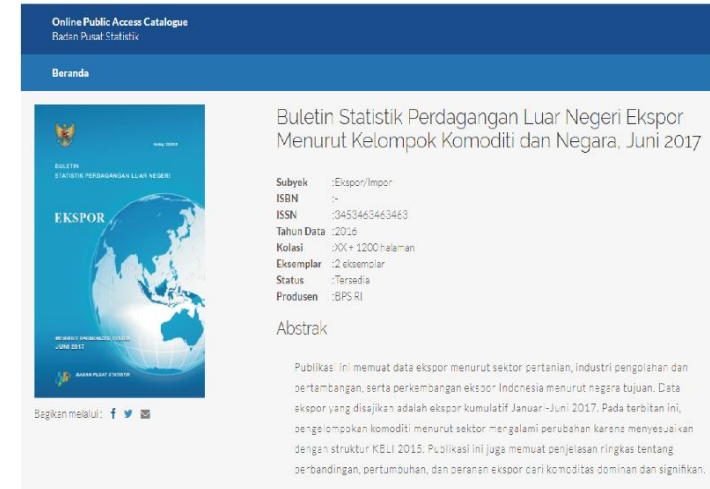 Online Public Access Catalogue
Badan Pusat Statistik
Beranda
BULETIN
STATISTIK PERDAGANGAN LUAR NEGERI
EKSPOR
JUNI 2017
BADAN PUSAT STATISTIK
Bagikan melalui:
Buletin Statistik Perdagangan Luar Negeri Ekspor
Menurut Kelompok Komoditi dan Negara, Juni 2017
Subyek :Ekspor/Impor
ISBN :-
ISSN :3453463463463
Tahun Data :2016
Kolasi :XX + 1200 halaman
Eksemplar :2 eksemplar
Status :Tersedia
Produsen :BPS RI
Abstrak
Publikasi ini memuat data ekspor menurut sektor pertanian, industri pengolahan dan
pertambangan, serta perkembangan ekspor Indonesia menurut negara tujuan. Data
ekspor yang disajikan adalah ekspor kumulatif Januari-Juni 2017. Pada terbitan ini,
pengelompokan komoditi menurut sektor mengalami perubahan karena menyesuaikan
dengan struktur KBLI 2015. Publikasi ini juga memuat penjelasan ringkas tentang
perbandingan, pertumbuhan, dan peranan ekspor dari komoditas dominan dan signifikan.